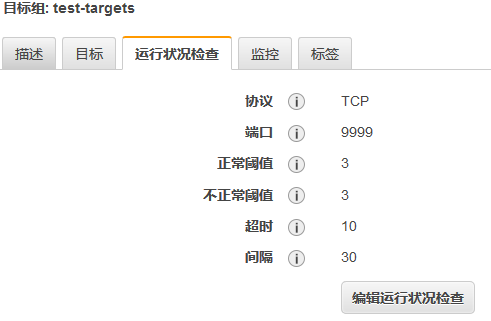 目标组: test-targets
描述 目标 运行状况检查 监控 标签
协议 TCP
端口 9999
正常阈值 3
不正常阈值 3
超时 10
间隔 30
编辑运行状况检查